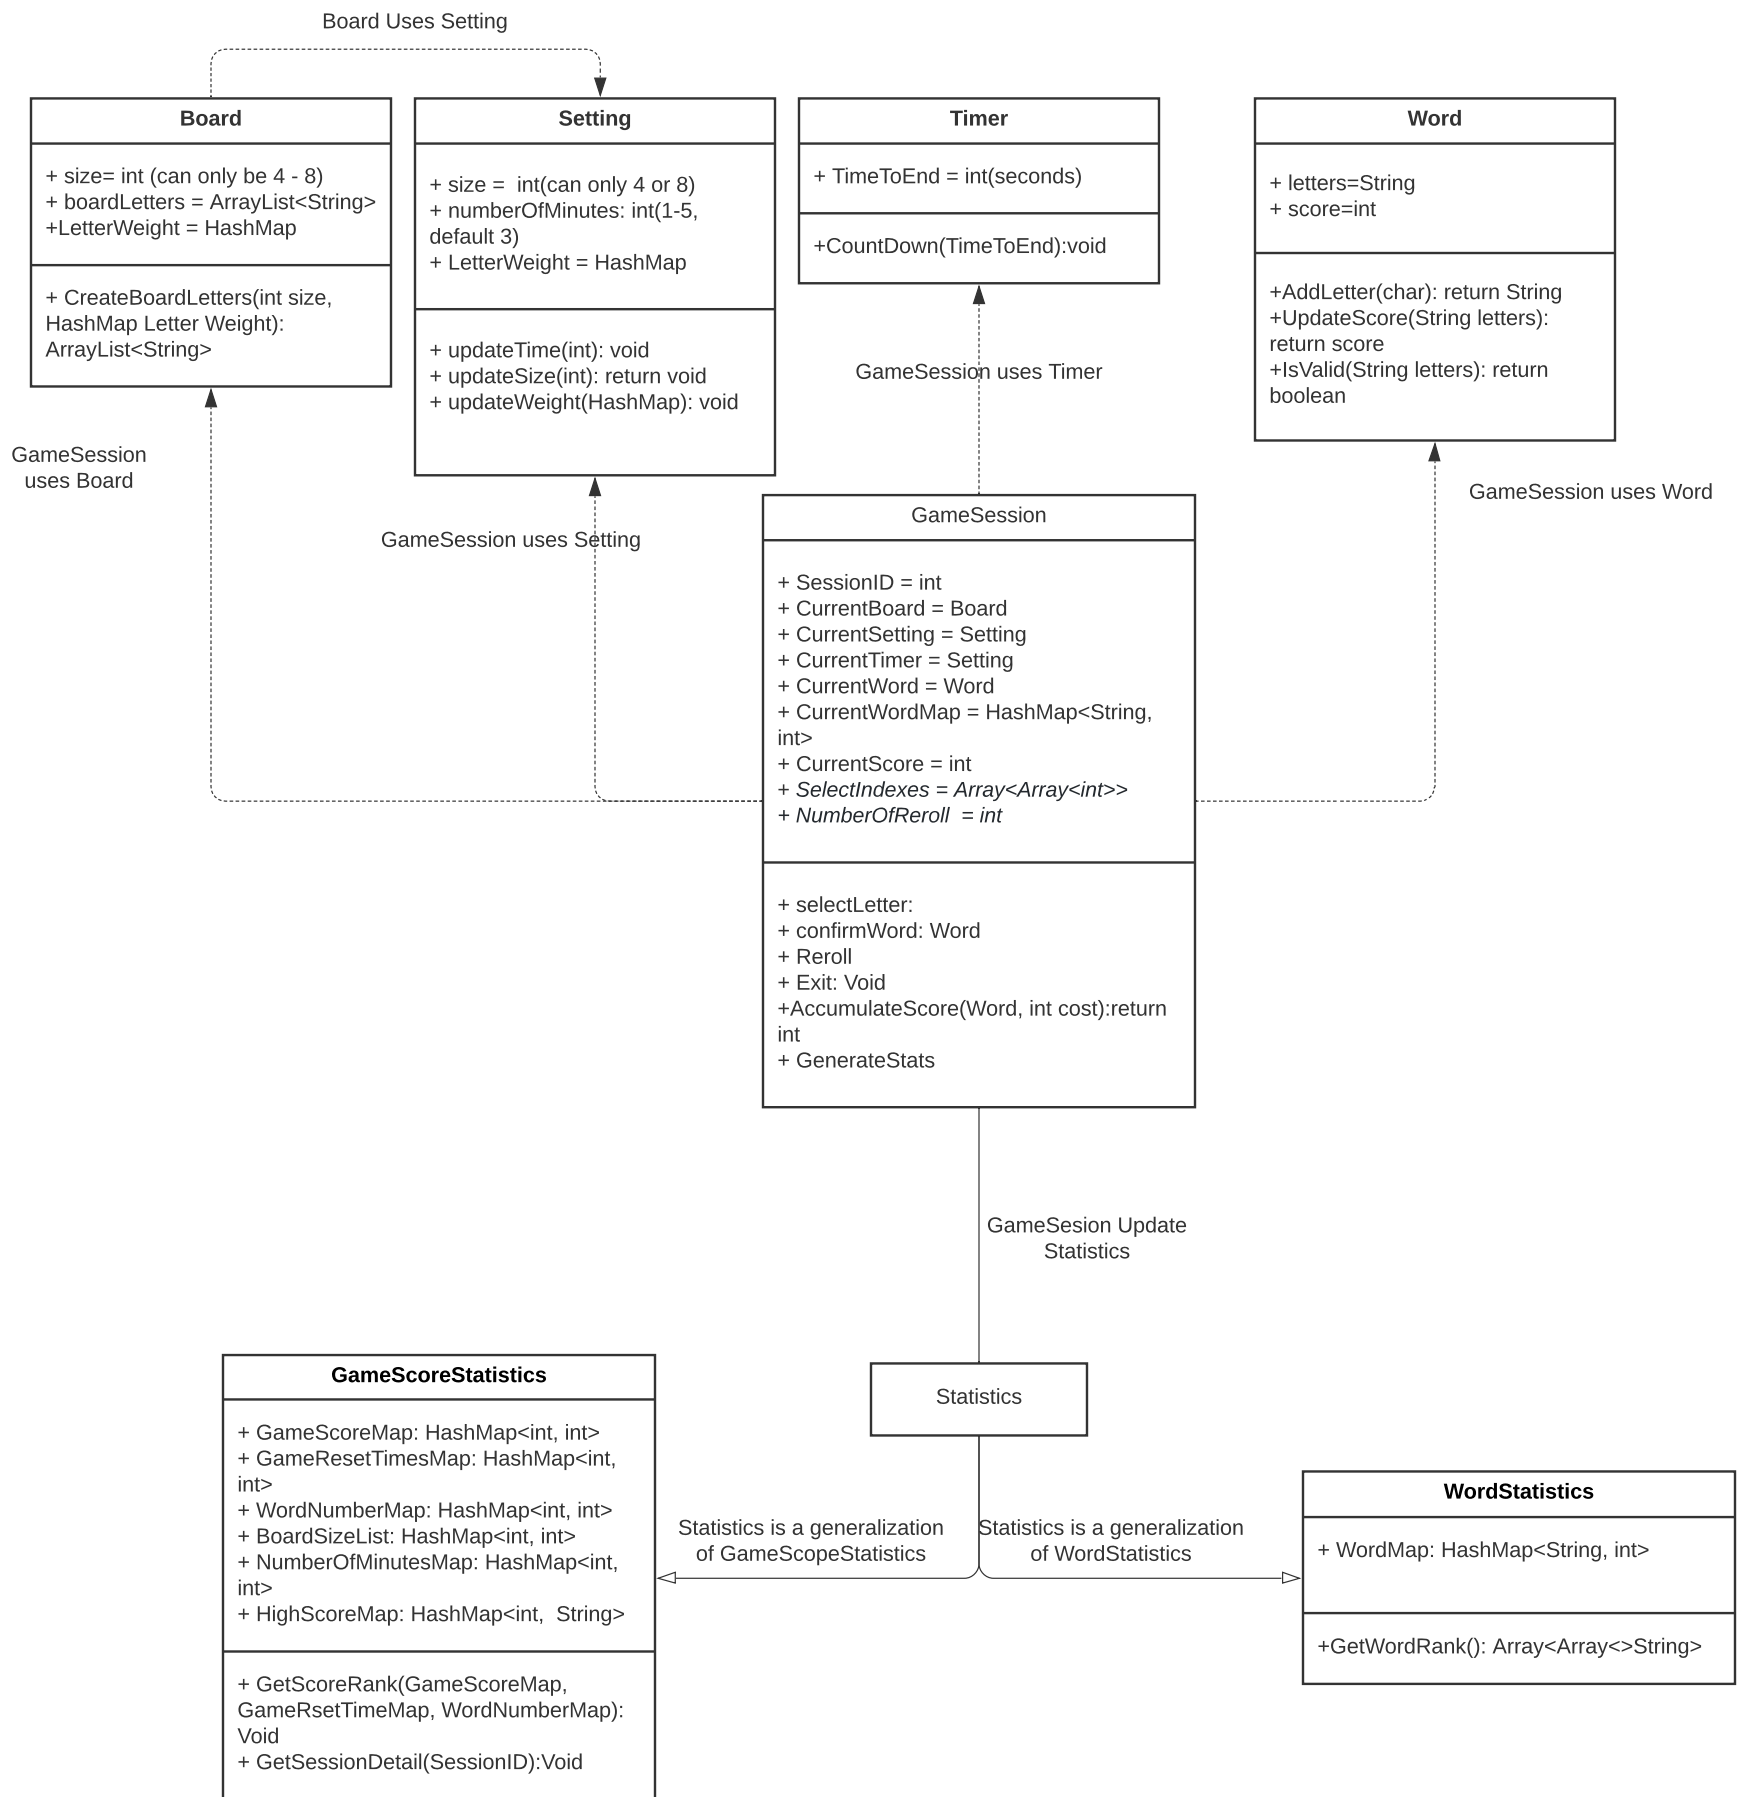 Board Uses Setting
Board
+ size= int (can only be 4 - 8)
+ boardLetters = ArrayList<String>
+LetterWeight = HashMap
+ CreateBoardLetters(int size,
HashMap Letter Weight):
ArrayList<String>
Setting
+ size =  int(can only 4 or 8)
+ numberOfMinutes: int(1-5,
default 3)
+ LetterWeight = HashMap
+ updateTime(int): void
+ updateSize(int): return void
+ updateWeight(HashMap): void
Timer
+ TimeToEnd = int(seconds)
+CountDown(TimeToEnd):void
Word
+ letters=String
+ score=int
+AddLetter(char): return String
+UpdateScore(String letters):
return score
+IsValid(String letters): return
boolean
GameSession uses Timer
GameSession
uses Board
GameSession uses Setting
GameSession uses Word
GameSession
+ SessionID = int
+ CurrentBoard = Board
+ CurrentSetting = Setting
+ CurrentTimer = Setting
+ CurrentWord = Word
+ CurrentWordMap = HashMap<String,
int>
+ CurrentScore = int
+ SelectIndexes = Array<Array<int>>
+ NumberOfReroll  = int
+ selectLetter:
+ confirmWord: Word
+ Reroll
+ Exit: Void
+AccumulateScore(Word, int cost):return
int
+ GenerateStats
GameSesion Update
Statistics
Statistics
GameScoreStatistics
+ GameScoreMap: HashMap<int, int>
+ GameResetTimesMap: HashMap<int,
int>
+ WordNumberMap: HashMap<int, int>
+ BoardSizeList: HashMap<int, int>
+ NumberOfMinutesMap: HashMap<int,
int>
+ HighScoreMap: HashMap<int,  String>
+ GetScoreRank(GameScoreMap,
GameRsetTimeMap, WordNumberMap):
Void
+ GetSessionDetail(SessionID):Void
Statistics is a generalization
of GameScopeStatistics
Statistics is a generalization
of WordStatistics
WordStatistics
+ WordMap: HashMap<String, int>
+GetWordRank(): Array<Array<>String>